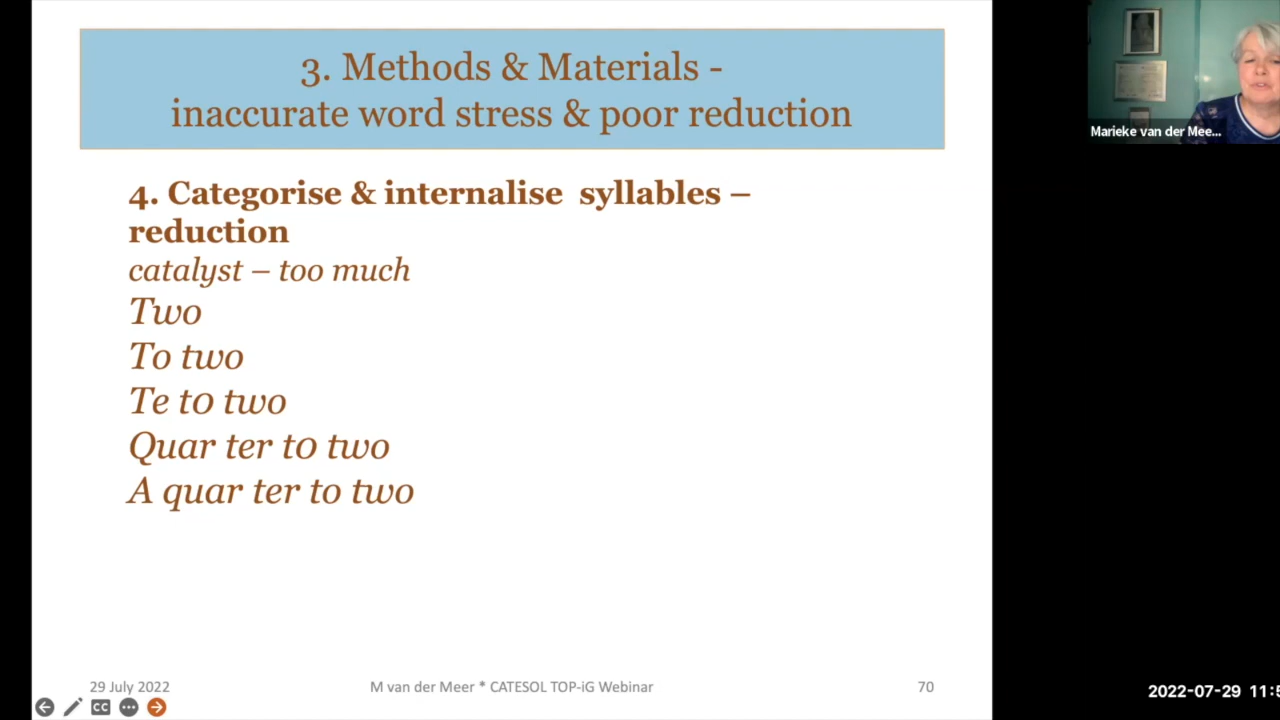 3. Methods & Materials -
inaccurate word stress & poor reduction
4. Categorise & internalise syllables –
reduction
catalyst – too much
Two
To two
Te to two
Quar ter to two
A quar ter to two
29 July 2022
M van der Meer * CATESOL TOP-iG Webinar
70
CC
Marieke van der Mee...
2022-07-29 11:5